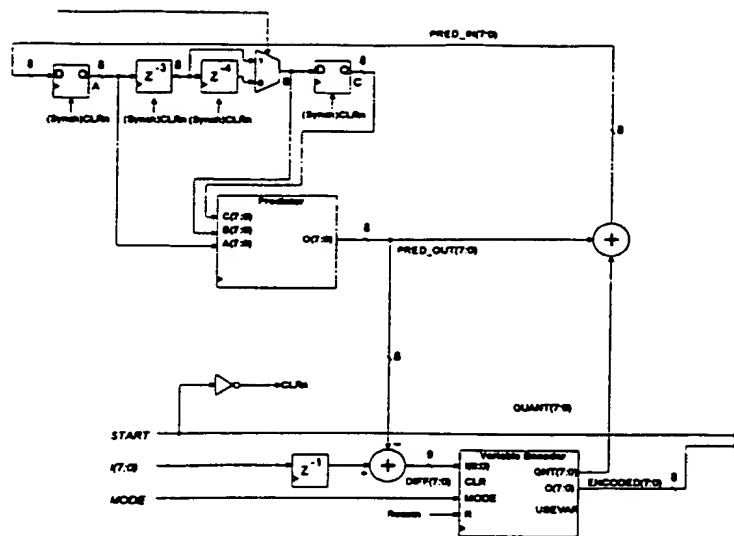 PRED_IN(7:0)
8
8
8
8
A
Z⁻³
Z⁻⁴
1
B
C
(Synch)CLRn
(Synch)CLRn
(Synch)CLRn
(Synch)CLRn
8
Predictor
C(7:0)
B(7:0)
A(7:0)
O(7:0)
8
PRED_OUT(7:0)
+
8
CLRn
QUANT(7:0)
START
I(7:0)
Z⁻¹
+
−
+
9
DIFF(7:0)
Variable Encoder
I(8:0)
CLR
MODE
R
QNT(7:0)
O(7:0)
USEVAR
ENCODED(7:0)
8
MODE